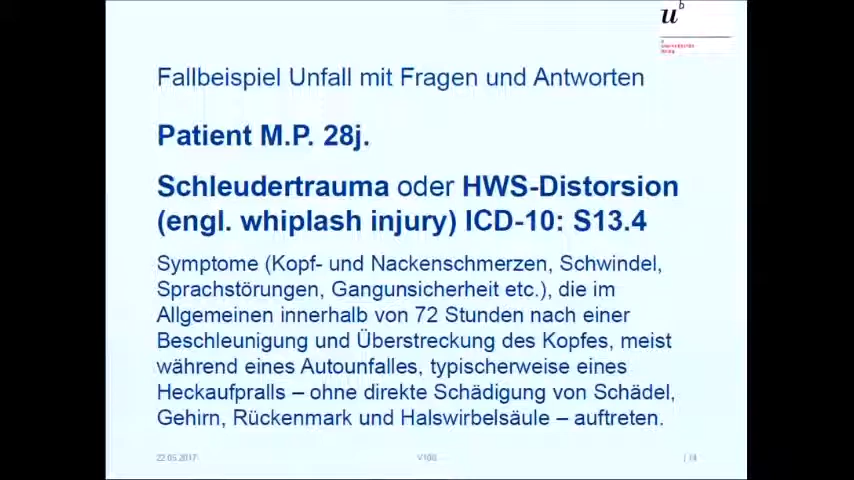 u
b
Fallbeispiel Unfall mit Fragen und Antworten
Patient M.P. 28j.
Schleudertrauma oder HWS-Distorsion
(engl. whiplash injury) ICD-10: S13.4
Symptome (Kopf- und Nackenschmerzen, Schwindel,
Sprachstörungen, Gangunsicherheit etc.), die im
Allgemeinen innerhalb von 72 Stunden nach einer
Beschleunigung und Überstreckung des Kopfes, meist
während eines Autounfalles, typischerweise eines
Heckaufpralls – ohne direkte Schädigung von Schädel,
Gehirn, Rückenmark und Halswirbelsäule – auftreten.
22.05.2017